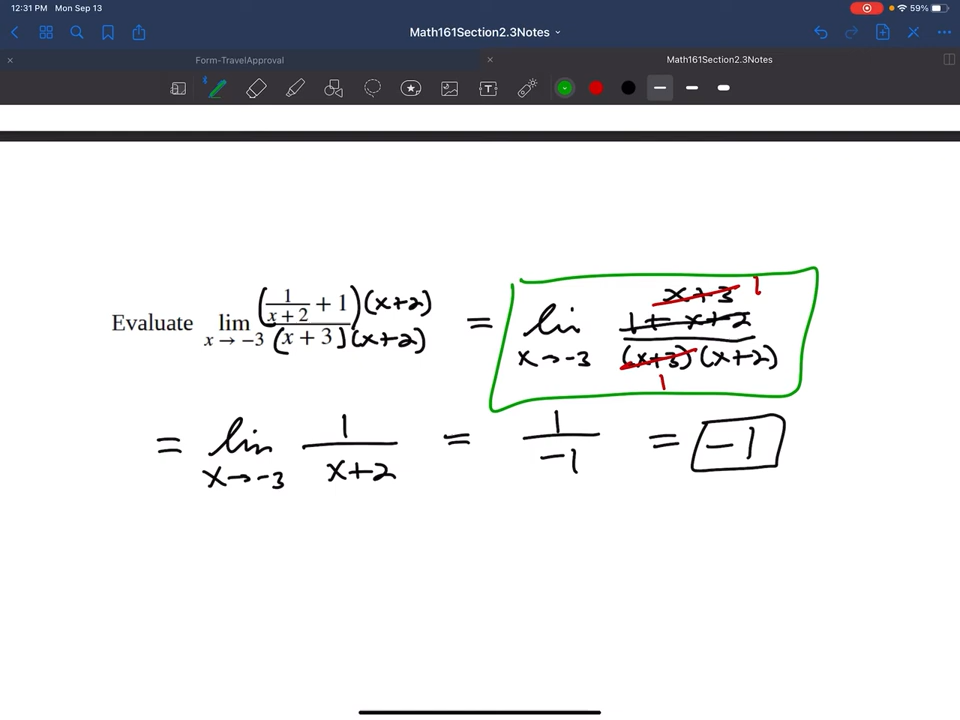 12:31 PM Mon Sep 13
59%
Math161Section2.3Notes
Form-TravelApproval
Math161Section2.3Notes
T
Evaluate lim x → −3 ((1/(x + 2) + 1)(x+2))/((x + 3)(x+2)) = lim x→−3 x+3 1
1 + x+2
(x+3)(x+2)
1
= lim x→−3 1/(x+2) = 1/−1 = −1